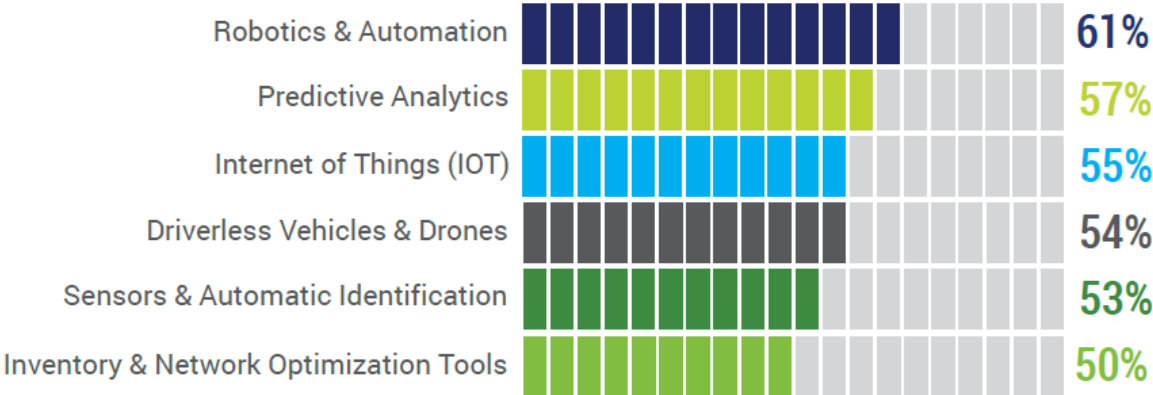 Robotics & Automation 61%
Predictive Analytics 57%
Internet of Things (IOT) 55%
Driverless Vehicles & Drones 54%
Sensors & Automatic Identification 53%
Inventory & Network Optimization Tools 50%